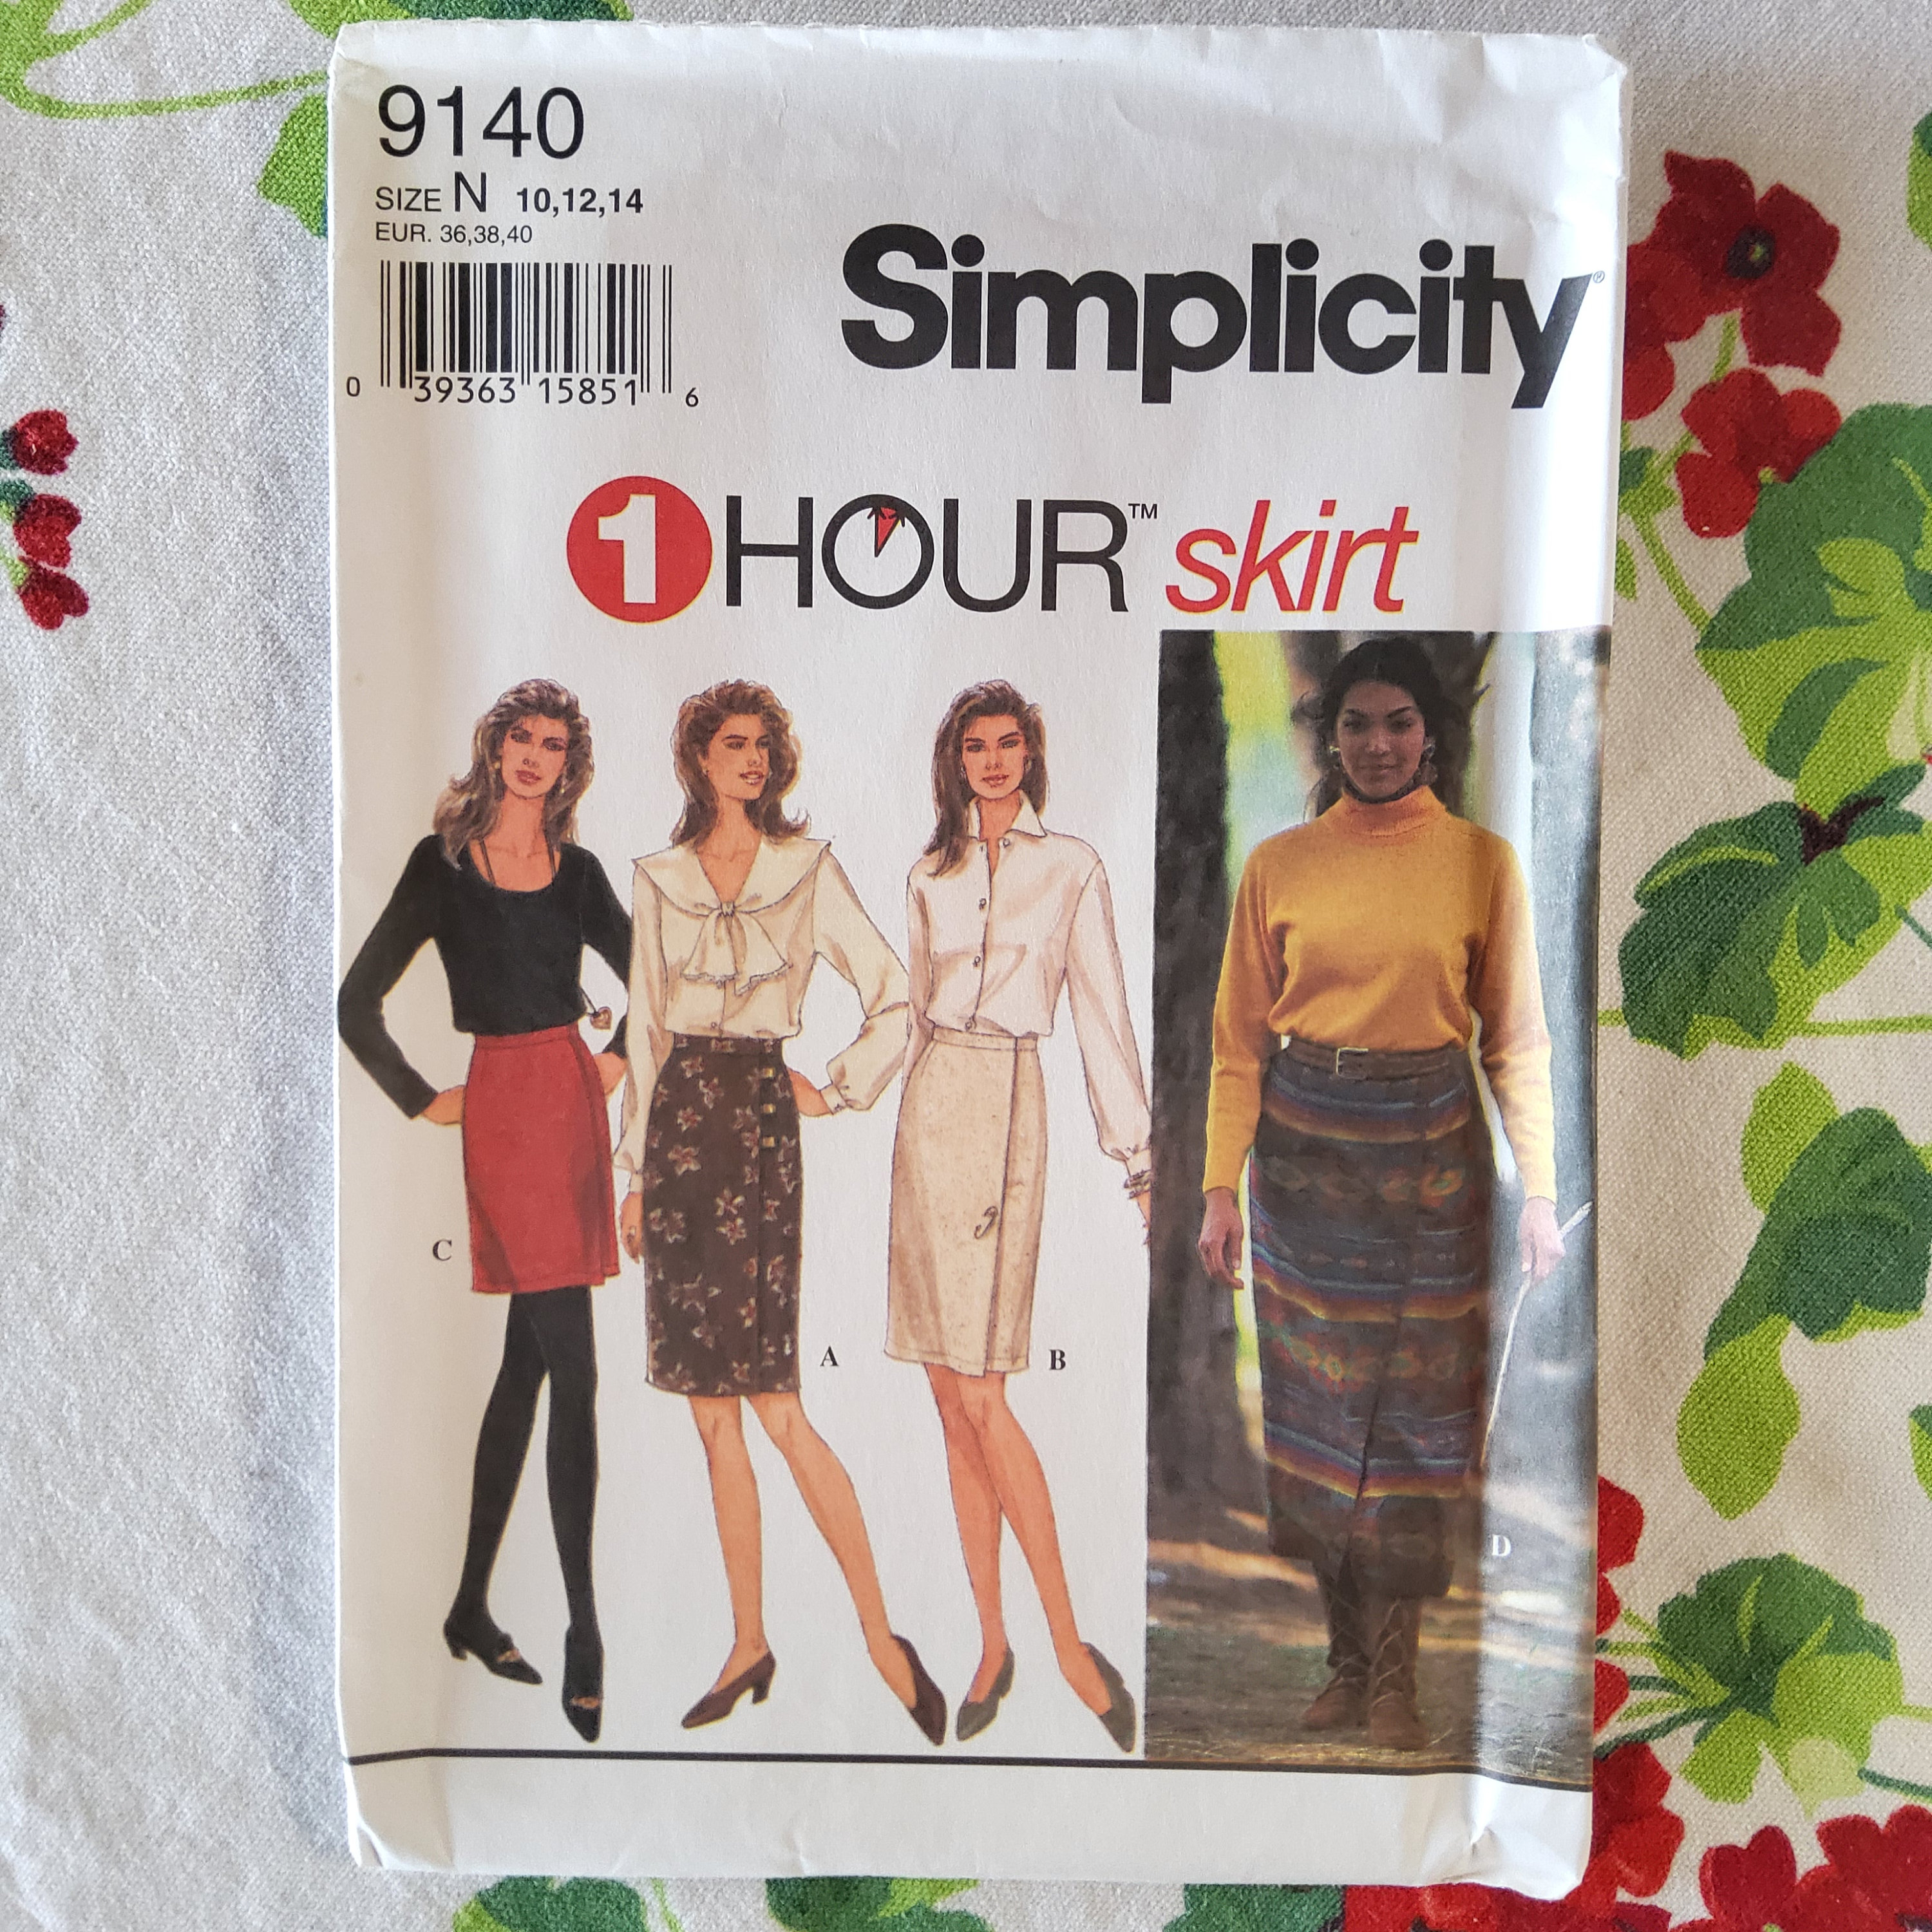 9140
SIZE N 10,12,14
EUR. 36,38,40
0 39363 15851 6
Simplicity®
1 HOUR™ skirt
C
A
B
D